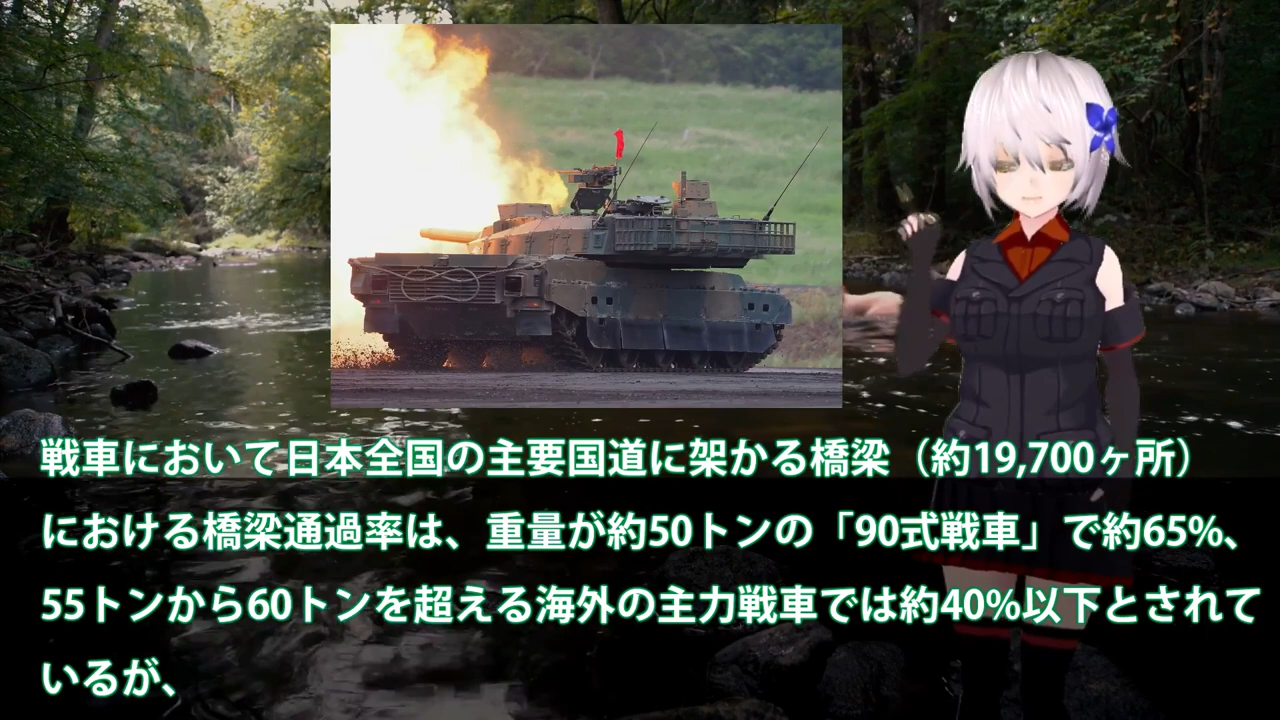 戦車において日本全国の主要国道に架かる橋梁（約19,700ヶ所）
における橋梁通過率は、重量が約50トンの「90式戦車」で約65%、
55トンから60トンを超える海外の主力戦車では約40%以下とされて
いるが、